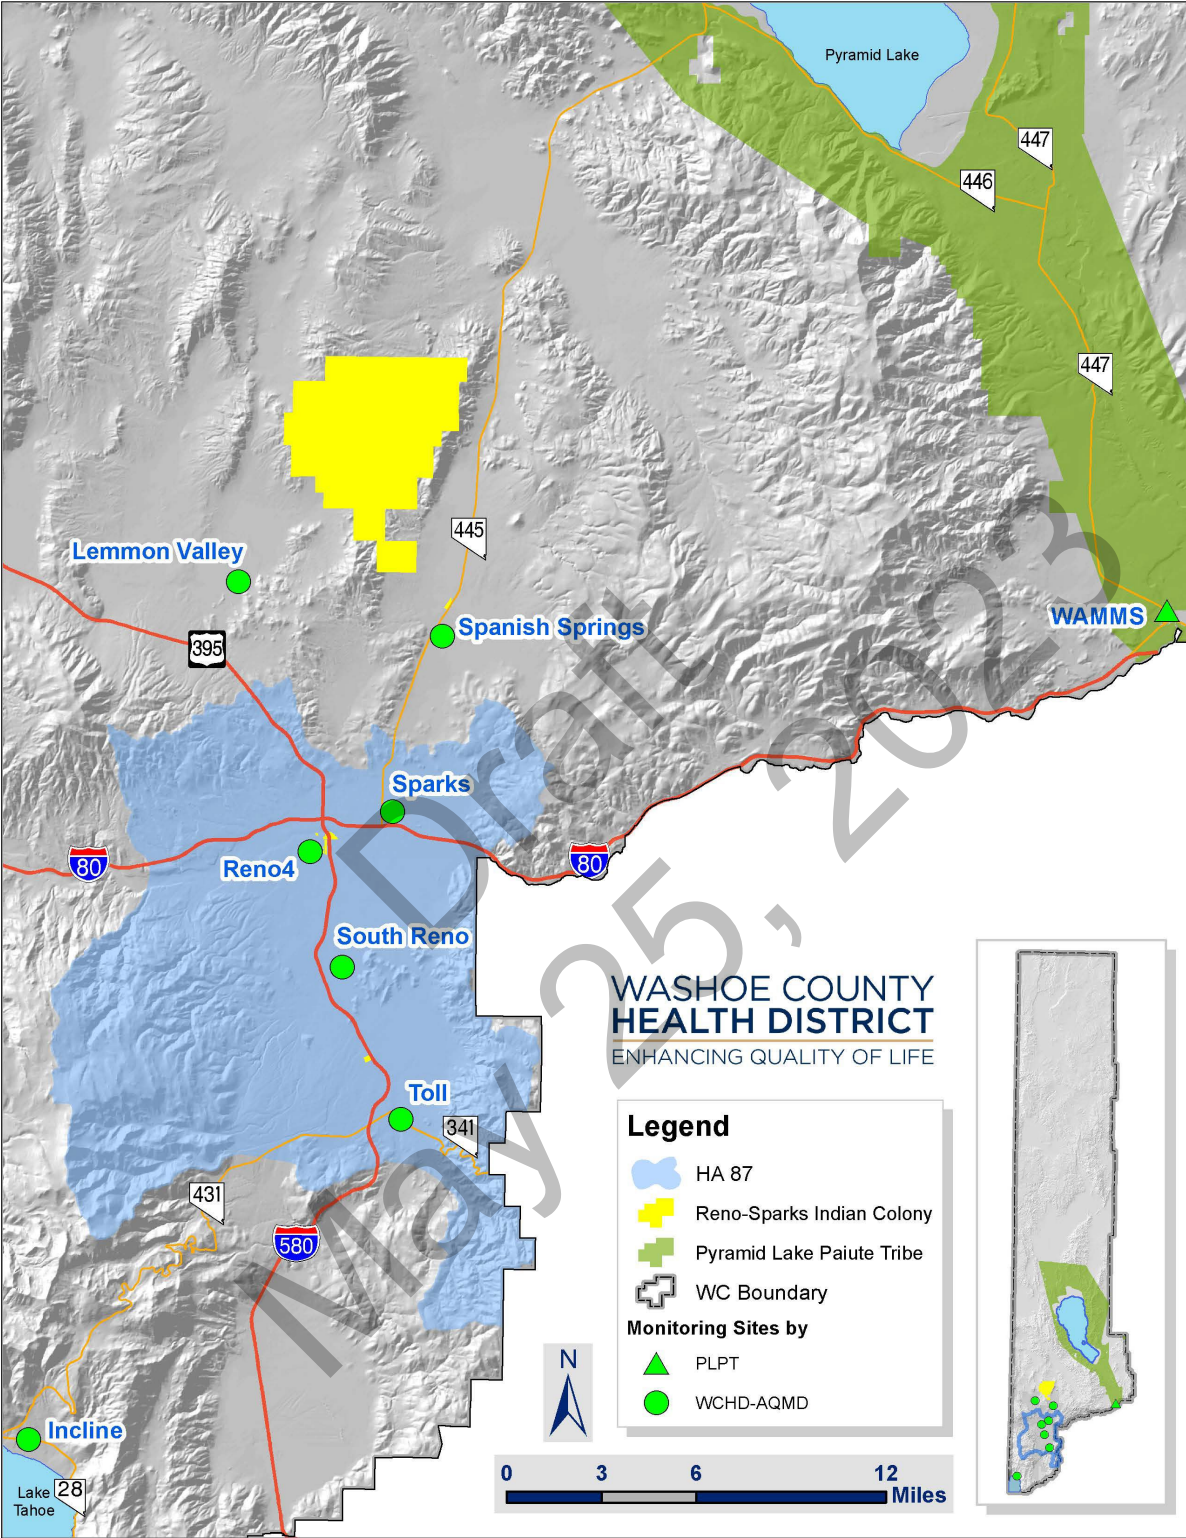 Pyramid Lake
447
446
447
445
Lemmon Valley
WAMMS
Spanish Springs
395
Sparks
80
Reno4
80
South Reno
WASHOE COUNTY
HEALTH DISTRICT
ENHANCING QUALITY OF LIFE
Toll
341
431
580
Legend
HA 87
Reno-Sparks Indian Colony
Pyramid Lake Paiute Tribe
WC Boundary
Monitoring Sites by
PLPT
WCHD-AQMD
N
Incline
Lake
Tahoe
28
0 3 6 12
Miles
Draft
May 25, 2023